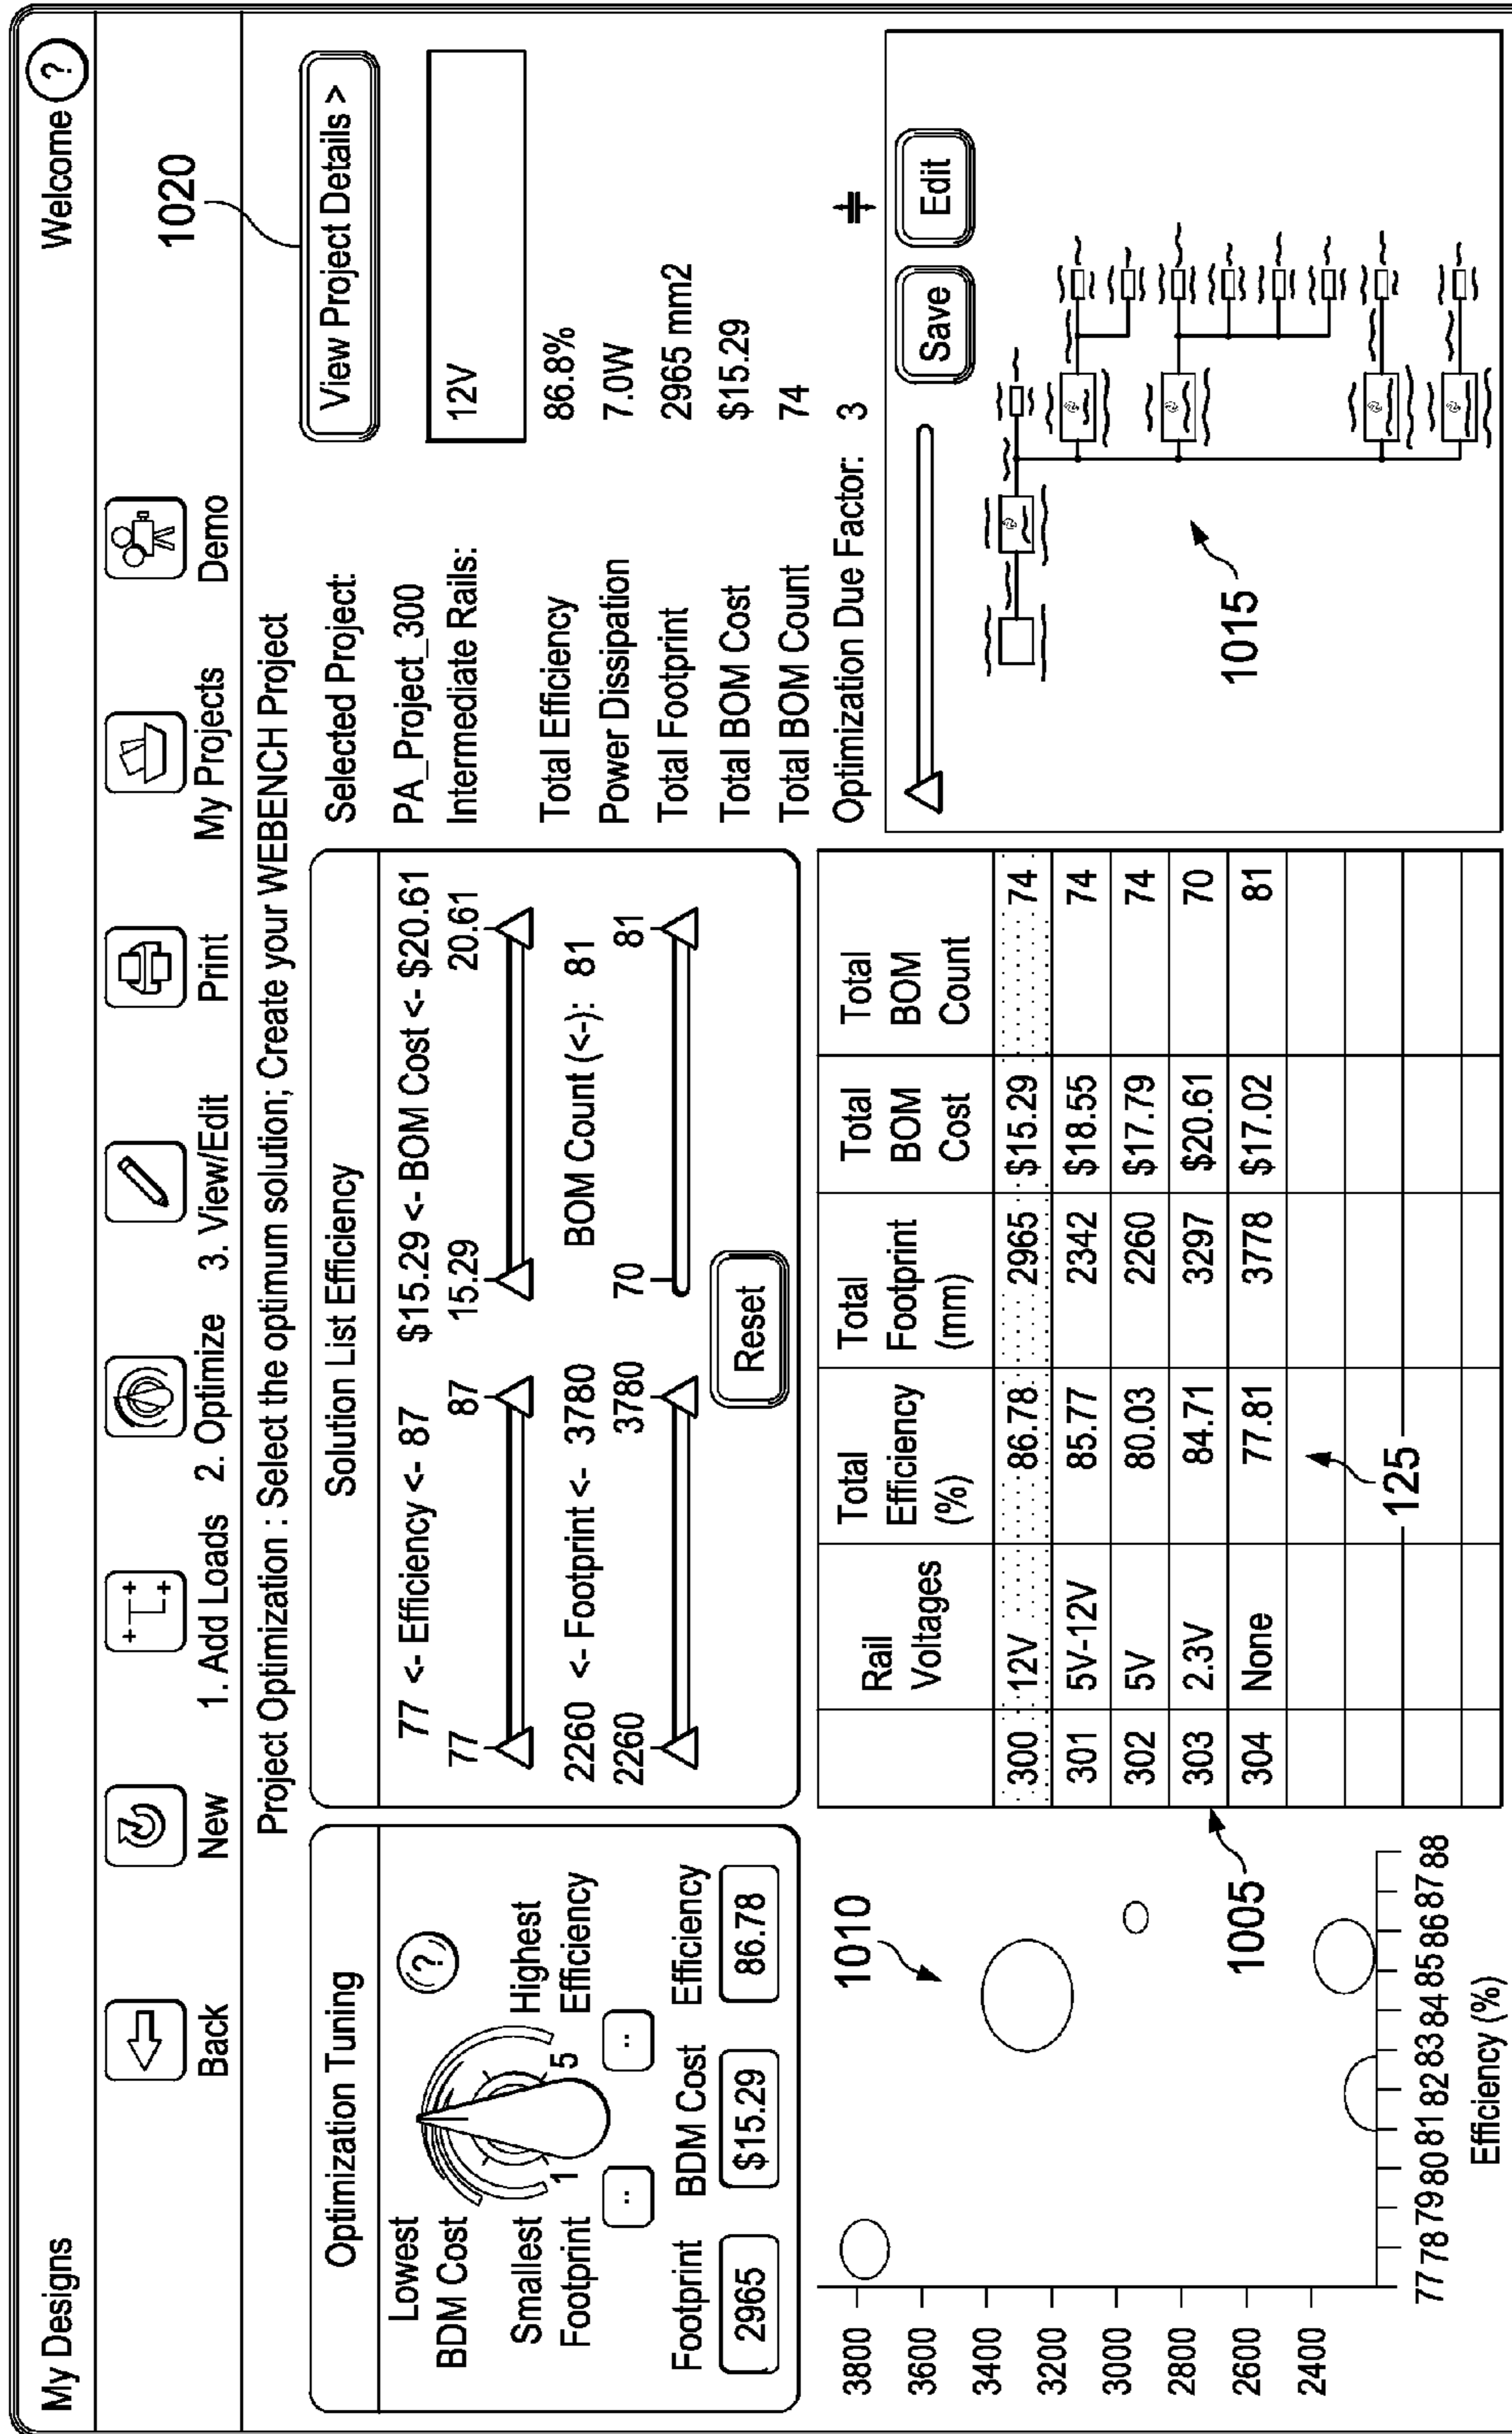 My Designs
Welcome ?
1020
Back
New
1. Add Loads
2. Optimize
3. View/Edit
Print
My Projects
Demo
Project Optimization : Select the optimum solution; Create your WEBENCH Project
View Project Details >
Optimization Tuning
Lowest
BDM Cost
?
Smallest
Footprint
Highest
Efficiency
1
5
..
..
Footprint
BDM Cost
Efficiency
2965
$15.29
86.78
Solution List Efficiency
77 <- Efficiency <- 87
$15.29 <- BOM Cost <- $20.61
77
87
15.29
20.61
2260 <- Footprint <- 3780
BOM Count (<-): 81
2260
3780
70
81
Reset
Selected Project:
PA_Project_300
Intermediate Rails:
12V
Total Efficiency 86.8%
Power Dissipation 7.0W
Total Footprint 2965 mm2
Total BOM Cost $15.29
Total BOM Count 74
Optimization Due Factor: 3
Save
Edit
1015
1010
3800
3600
3400
3200
3000
2800
2600
2400
77 78 79 80 81 82 83 84 85 86 87 88
Efficiency (%)
1005
Rail Voltages
Total Efficiency (%)
Total Footprint (mm)
Total BOM Cost
Total BOM Count
300 12V 86.78 2965 $15.29 74
301 5V-12V 85.77 2342 $18.55 74
302 5V 80.03 2260 $17.79 74
303 2.3V 84.71 3297 $20.61 70
304 None 77.81 3778 $17.02 81
125